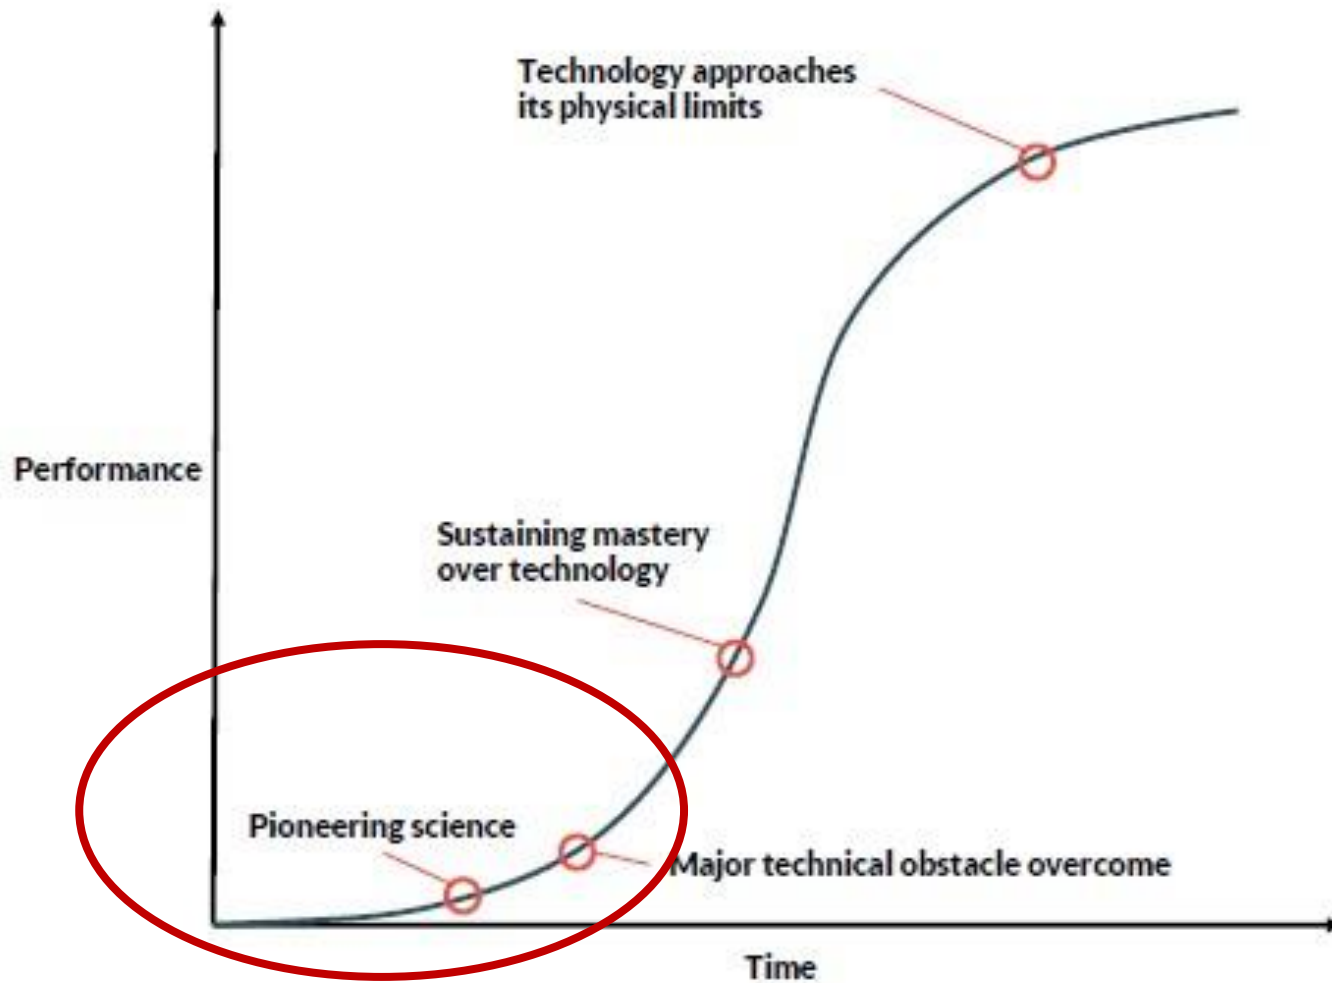 Technology approaches
its physical limits
Performance
Sustaining mastery
over technology
Pioneering science
Major technical obstacle overcome
Time